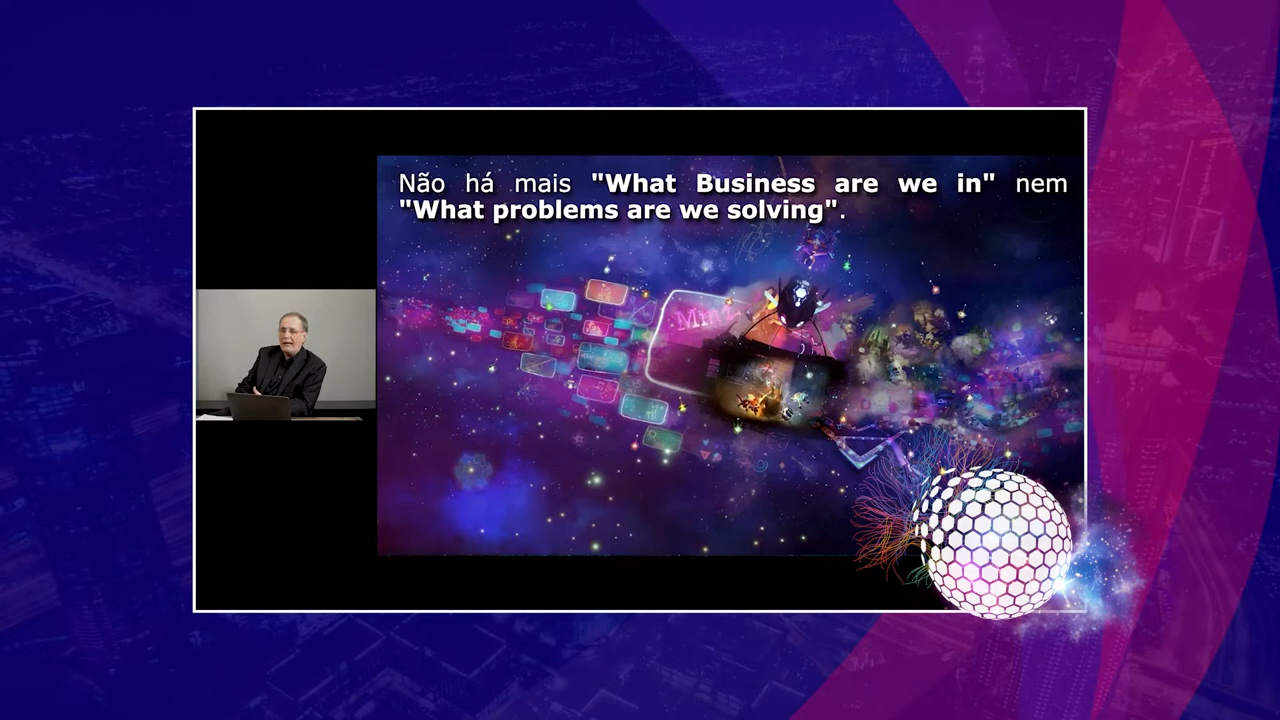 Não há mais "What Business are we in" nem
"What problems are we solving".